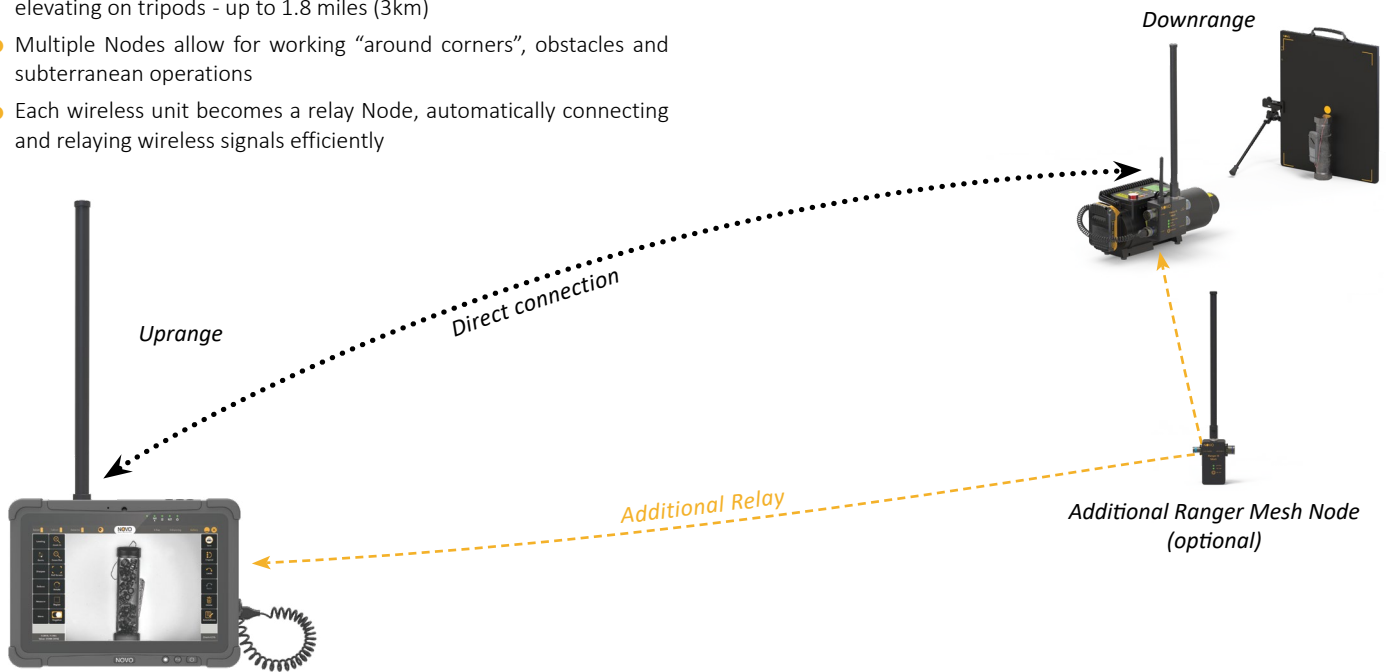 elevating on tripods - up to 1.8 miles (3km)
Multiple Nodes allow for working “around corners”, obstacles and
subterranean operations
Each wireless unit becomes a relay Node, automatically connecting
and relaying wireless signals efficiently
Downrange
Direct connection
Uprange
Additional Relay
Additional Ranger Mesh Node
(optional)
NOVO
NOVO